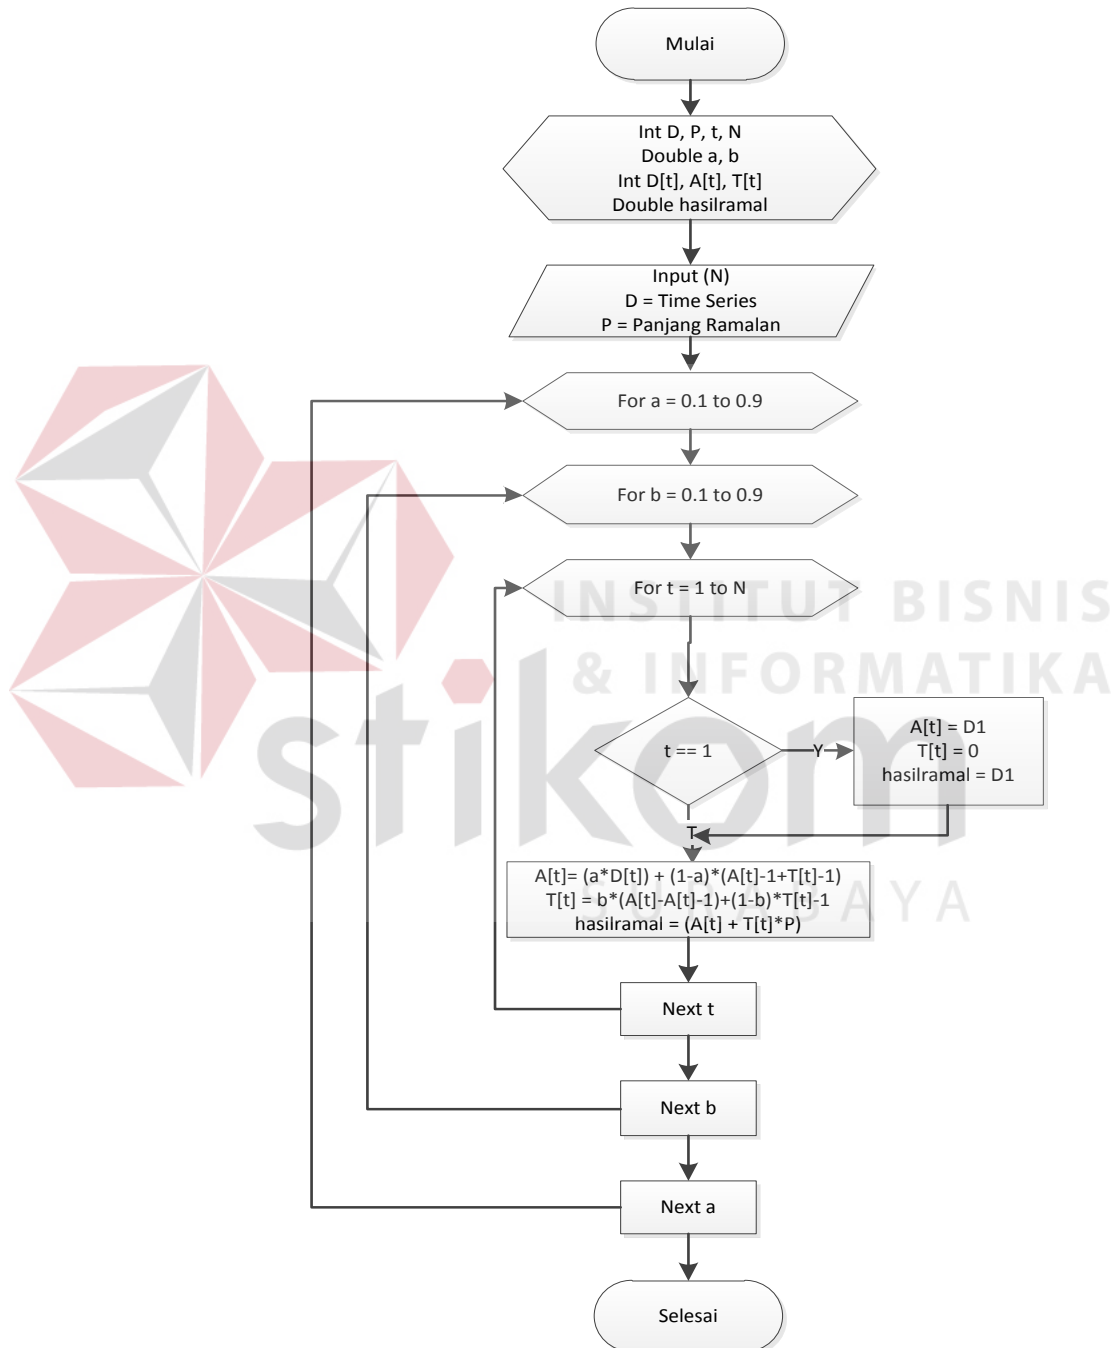 Mulai
Int D, P, t, N
Double a, b
Int D[t], A[t], T[t]
Double hasilramal
Input (N)
D = Time Series
P = Panjang Ramalan
For a = 0.1 to 0.9
For b = 0.1 to 0.9
For t = 1 to N
INSTITUT BISNIS
& INFORMATIKA
stikom
SURABAYA
t == 1
Y
A[t] = D1
T[t] = 0
hasilramal = D1
T
A[t]= (a*D[t]) + (1-a)*(A[t]-1+T[t]-1)
T[t] = b*(A[t]-A[t]-1)+(1-b)*T[t]-1
hasilramal = (A[t] + T[t]*P)
Next t
Next b
Next a
Selesai